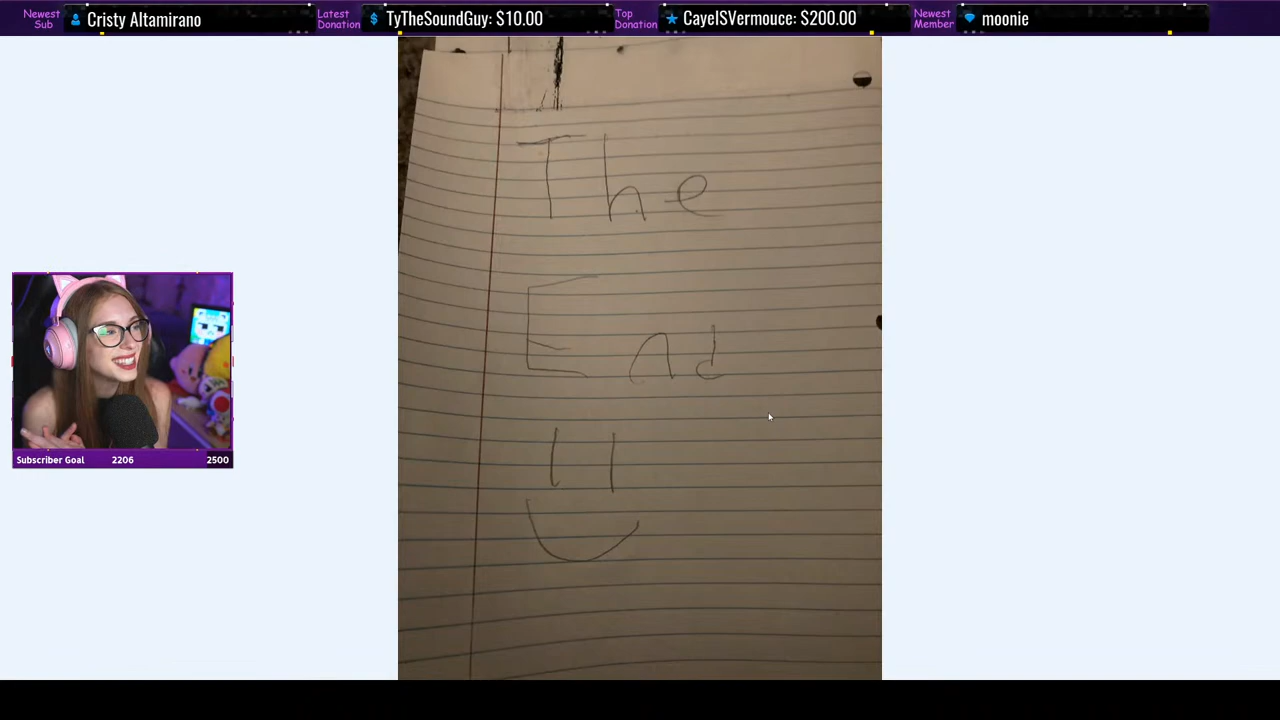 Newest Sub
Cristy Altamirano
Latest Donation
TyTheSoundGuy: $10.00
Top Donation
CayeISVermouce: $200.00
Newest Member
moonie
The
End
Subscriber Goal 2206 2500